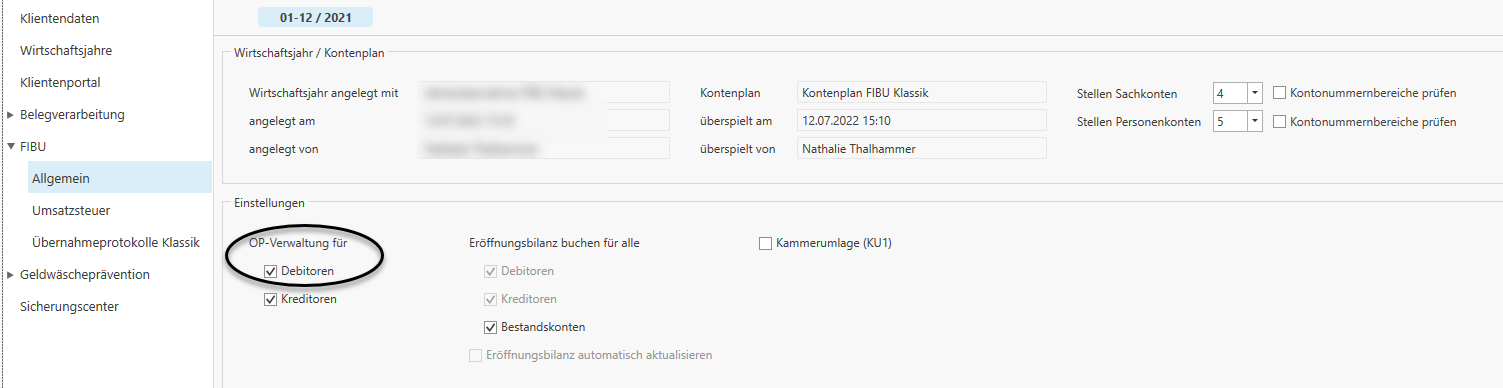 Klientendaten
Wirtschaftsjahre
Klientenportal
Belegverarbeitung
FIBU
Allgemein
Umsatzsteuer
Übernahmeprotokolle Klassik
Geldwäscheprävention
Sicherungscenter
01-12 / 2021
Wirtschaftsjahr / Kontenplan
Wirtschaftsjahr angelegt mit
Kontenplan Kontenplan FIBU Klassik
Stellen Sachkonten 4 Kontonummernbereiche prüfen
angelegt am
überspielt am 12.07.2022 15:10
Stellen Personenkonten 5 Kontonummernbereiche prüfen
angelegt von
überspielt von Nathalie Thalhammer
Einstellungen
OP-Verwaltung für
Debitoren
Kreditoren
Eröffnungsbilanz buchen für alle
Debitoren
Kreditoren
Bestandskonten
Eröffnungsbilanz automatisch aktualisieren
Kammerumlage (KU1)